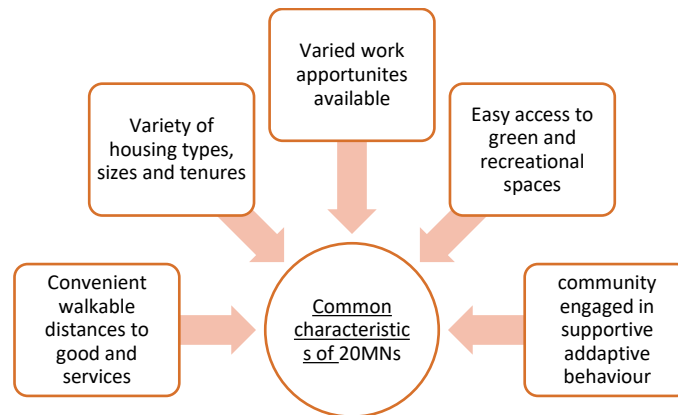 Varied work
apportunites
available
Variety of
housing types,
sizes and tenures
Easy access to
green and
recreational
spaces
Convenient
walkable
distances to
good and
services
Common
characteristic
s of 20MNs
community
engaged in
supportive
addaptive
behaviour